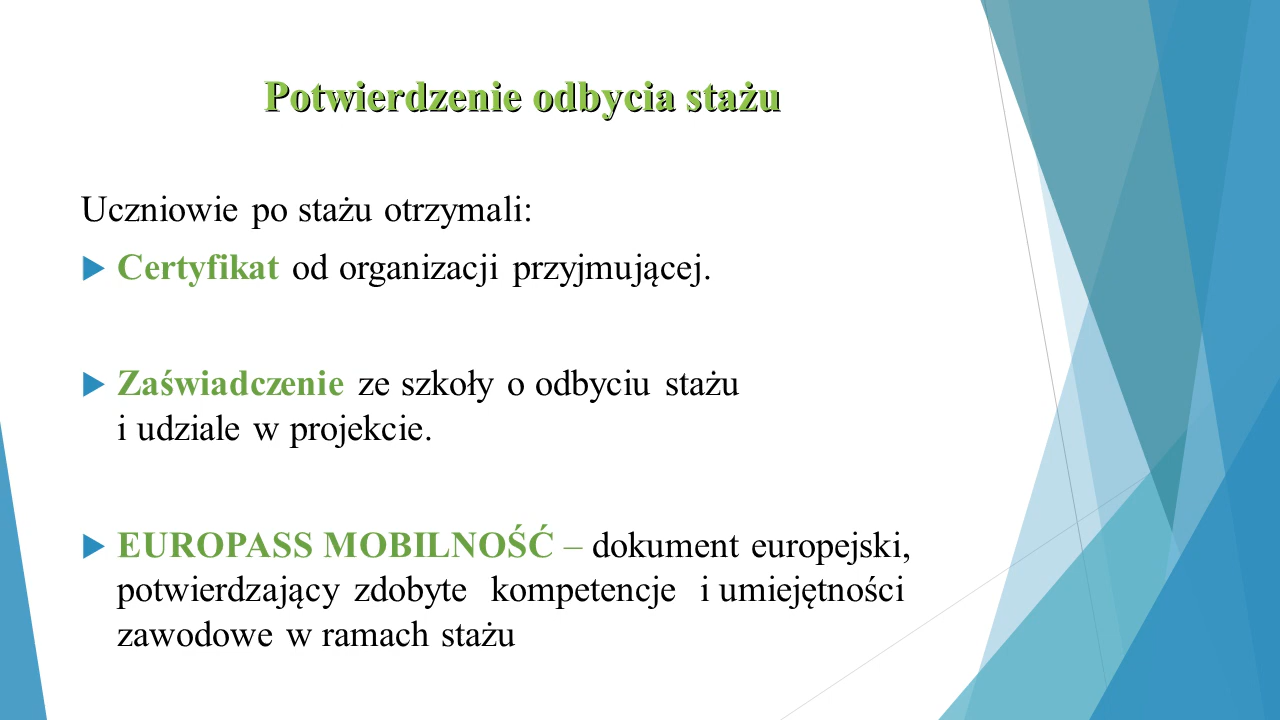 Potwierdzenie odbycia stażu
Uczniowie po stażu otrzymali:
Certyfikat od organizacji przyjmującej.
Zaświadczenie ze szkoły o odbyciu stażu
i udziale w projekcie.
EUROPASS MOBILNOŚĆ – dokument europejski,
potwierdzający zdobyte kompetencje i umiejętności
zawodowe w ramach stażu